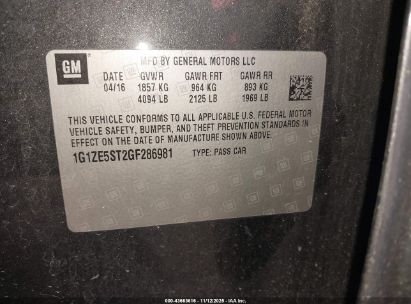 GM
MFD BY GENERAL MOTORS LLC
DATE GVWR GAWR FRT GAWR RR
04/16 1857 KG 964 KG 893 KG
4094 LB 2125 LB 1969 LB
THIS VEHICLE CONFORMS TO ALL APPLICABLE U.S. FEDERAL MOTOR
VEHICLE SAFETY, BUMPER, AND THEFT PREVENTION STANDARDS IN
EFFECT ON THE DATE OF MANUFACTURE SHOWN ABOVE.
1G1ZE5ST2GF286981 TYPE: PASS CAR